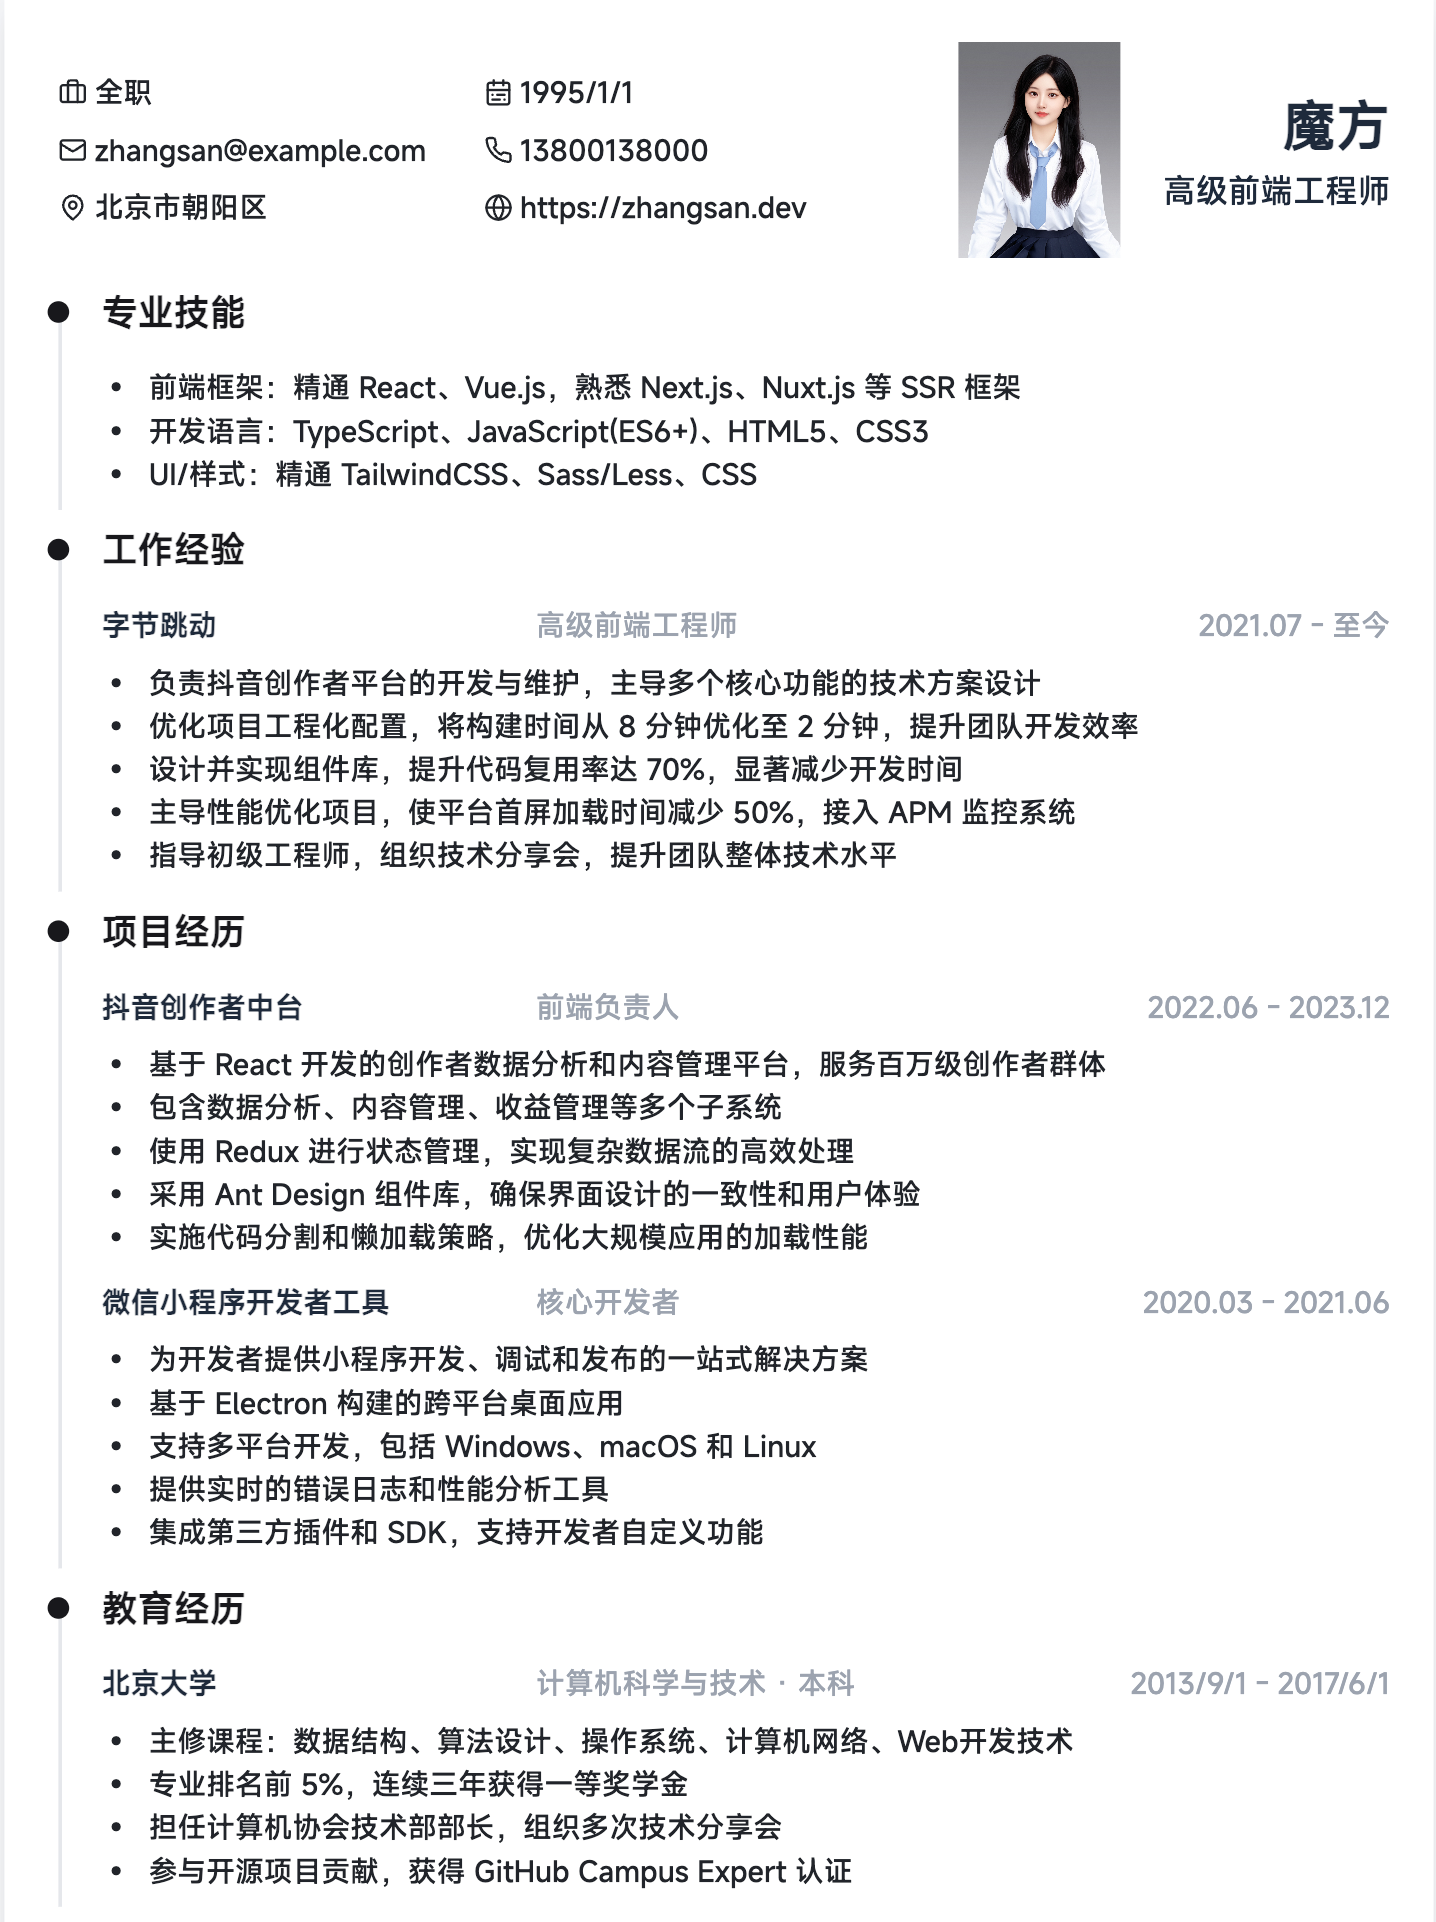 全职
1995/1/1
zhangsan@example.com
13800138000
北京市朝阳区
https://zhangsan.dev
魔方
高级前端工程师
专业技能
• 前端框架：精通 React、Vue.js，熟悉 Next.js、Nuxt.js 等 SSR 框架
• 开发语言：TypeScript、JavaScript(ES6+)、HTML5、CSS3
• UI/样式：精通 TailwindCSS、Sass/Less、CSS
工作经验
字节跳动 高级前端工程师 2021.07 - 至今
• 负责抖音创作者平台的开发与维护，主导多个核心功能的技术方案设计
• 优化项目工程化配置，将构建时间从 8 分钟优化至 2 分钟，提升团队开发效率
• 设计并实现组件库，提升代码复用率达 70%，显著减少开发时间
• 主导性能优化项目，使平台首屏加载时间减少 50%，接入 APM 监控系统
• 指导初级工程师，组织技术分享会，提升团队整体技术水平
项目经历
抖音创作者中台 前端负责人 2022.06 - 2023.12
• 基于 React 开发的创作者数据分析和内容管理平台，服务百万级创作者群体
• 包含数据分析、内容管理、收益管理等多个子系统
• 使用 Redux 进行状态管理，实现复杂数据流的高效处理
• 采用 Ant Design 组件库，确保界面设计的一致性和用户体验
• 实施代码分割和懒加载策略，优化大规模应用的加载性能
微信小程序开发者工具 核心开发者 2020.03 - 2021.06
• 为开发者提供小程序开发、调试和发布的一站式解决方案
• 基于 Electron 构建的跨平台桌面应用
• 支持多平台开发，包括 Windows、macOS 和 Linux
• 提供实时的错误日志和性能分析工具
• 集成第三方插件和 SDK，支持开发者自定义功能
教育经历
北京大学 计算机科学与技术 · 本科 2013/9/1 - 2017/6/1
• 主修课程：数据结构、算法设计、操作系统、计算机网络、Web开发技术
• 专业排名前 5%，连续三年获得一等奖学金
• 担任计算机协会技术部部长，组织多次技术分享会
• 参与开源项目贡献，获得 GitHub Campus Expert 认证